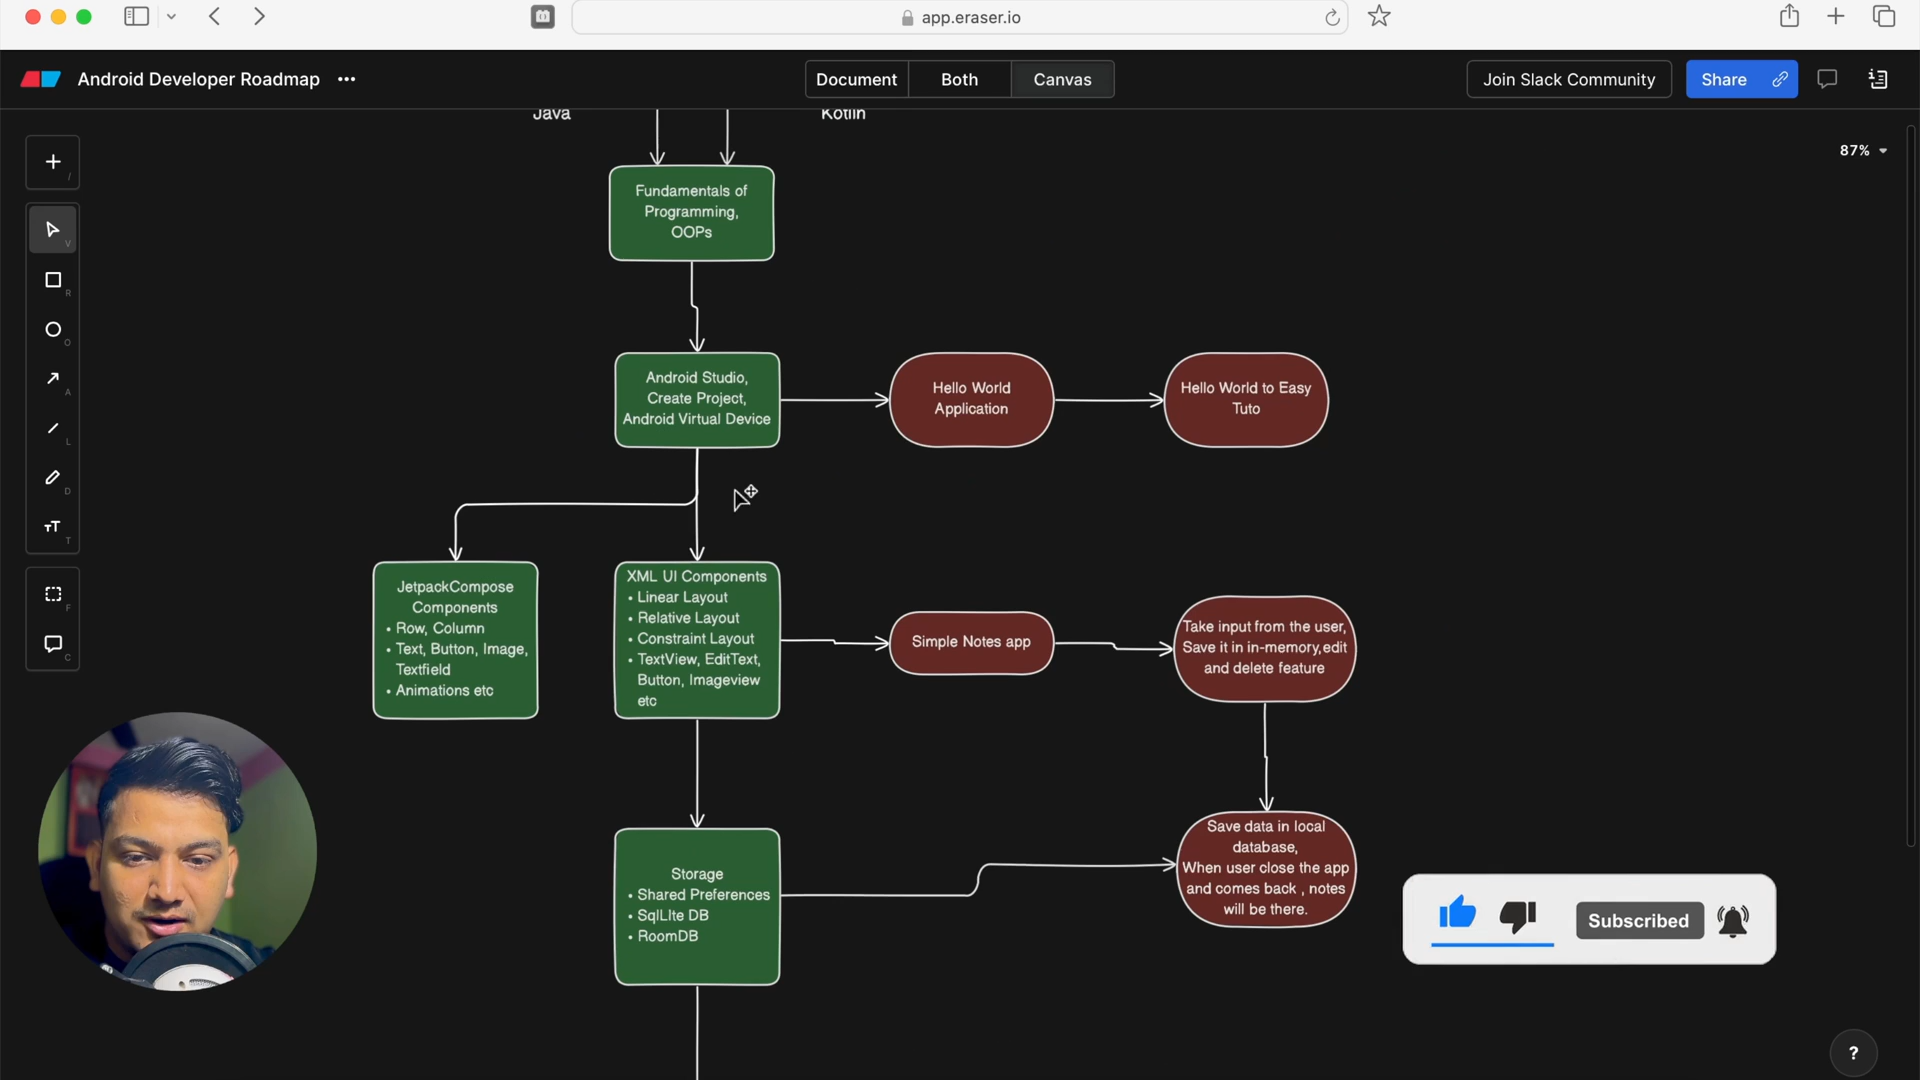 app.eraser.io
Android Developer Roadmap
Document
Both
Canvas
Join Slack Community
Share
Java
Kotlin
87%
/
V
R
O
A
L
D
T
F
C
Fundamentals of
Programming,
OOPs
Android Studio,
Create Project,
Android Virtual Device
Hello World
Application
Hello World to Easy
Tuto
JetpackCompose
Components
• Row, Column
• Text, Button, Image,
Textfield
• Animations etc
XML UI Components
• Linear Layout
• Relative Layout
• Constraint Layout
• TextView, EditText,
Button, Imageview
etc
Simple Notes app
Take input from the user,
Save it in in-memory,edit
and delete feature
Storage
• Shared Preferences
• SqlLIte DB
• RoomDB
Save data in local
database,
When user close the app
and comes back , notes
will be there.
Subscribed
?